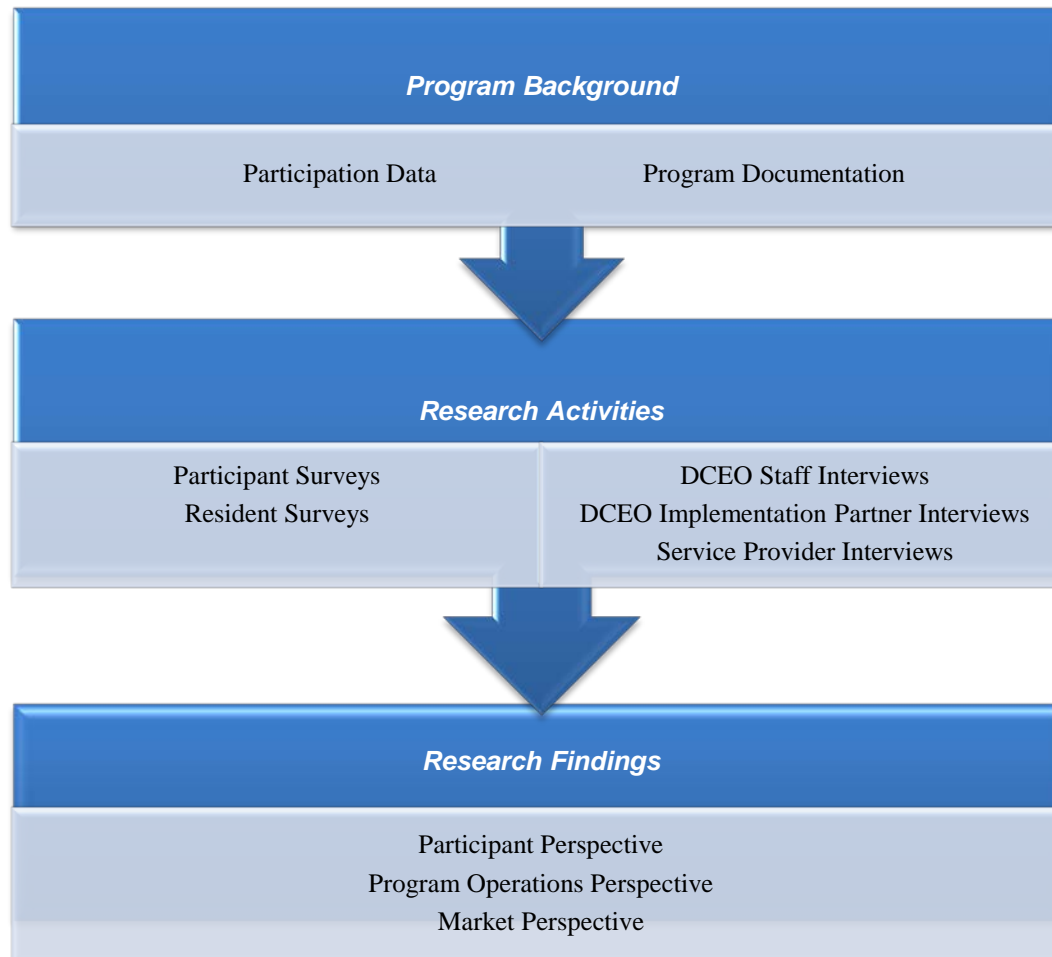 Program Background
Participation Data
Program Documentation
Research Activities
Participant Surveys
Resident Surveys
DCEO Staff Interviews
DCEO Implementation Partner Interviews
Service Provider Interviews
Research Findings
Participant Perspective
Program Operations Perspective
Market Perspective